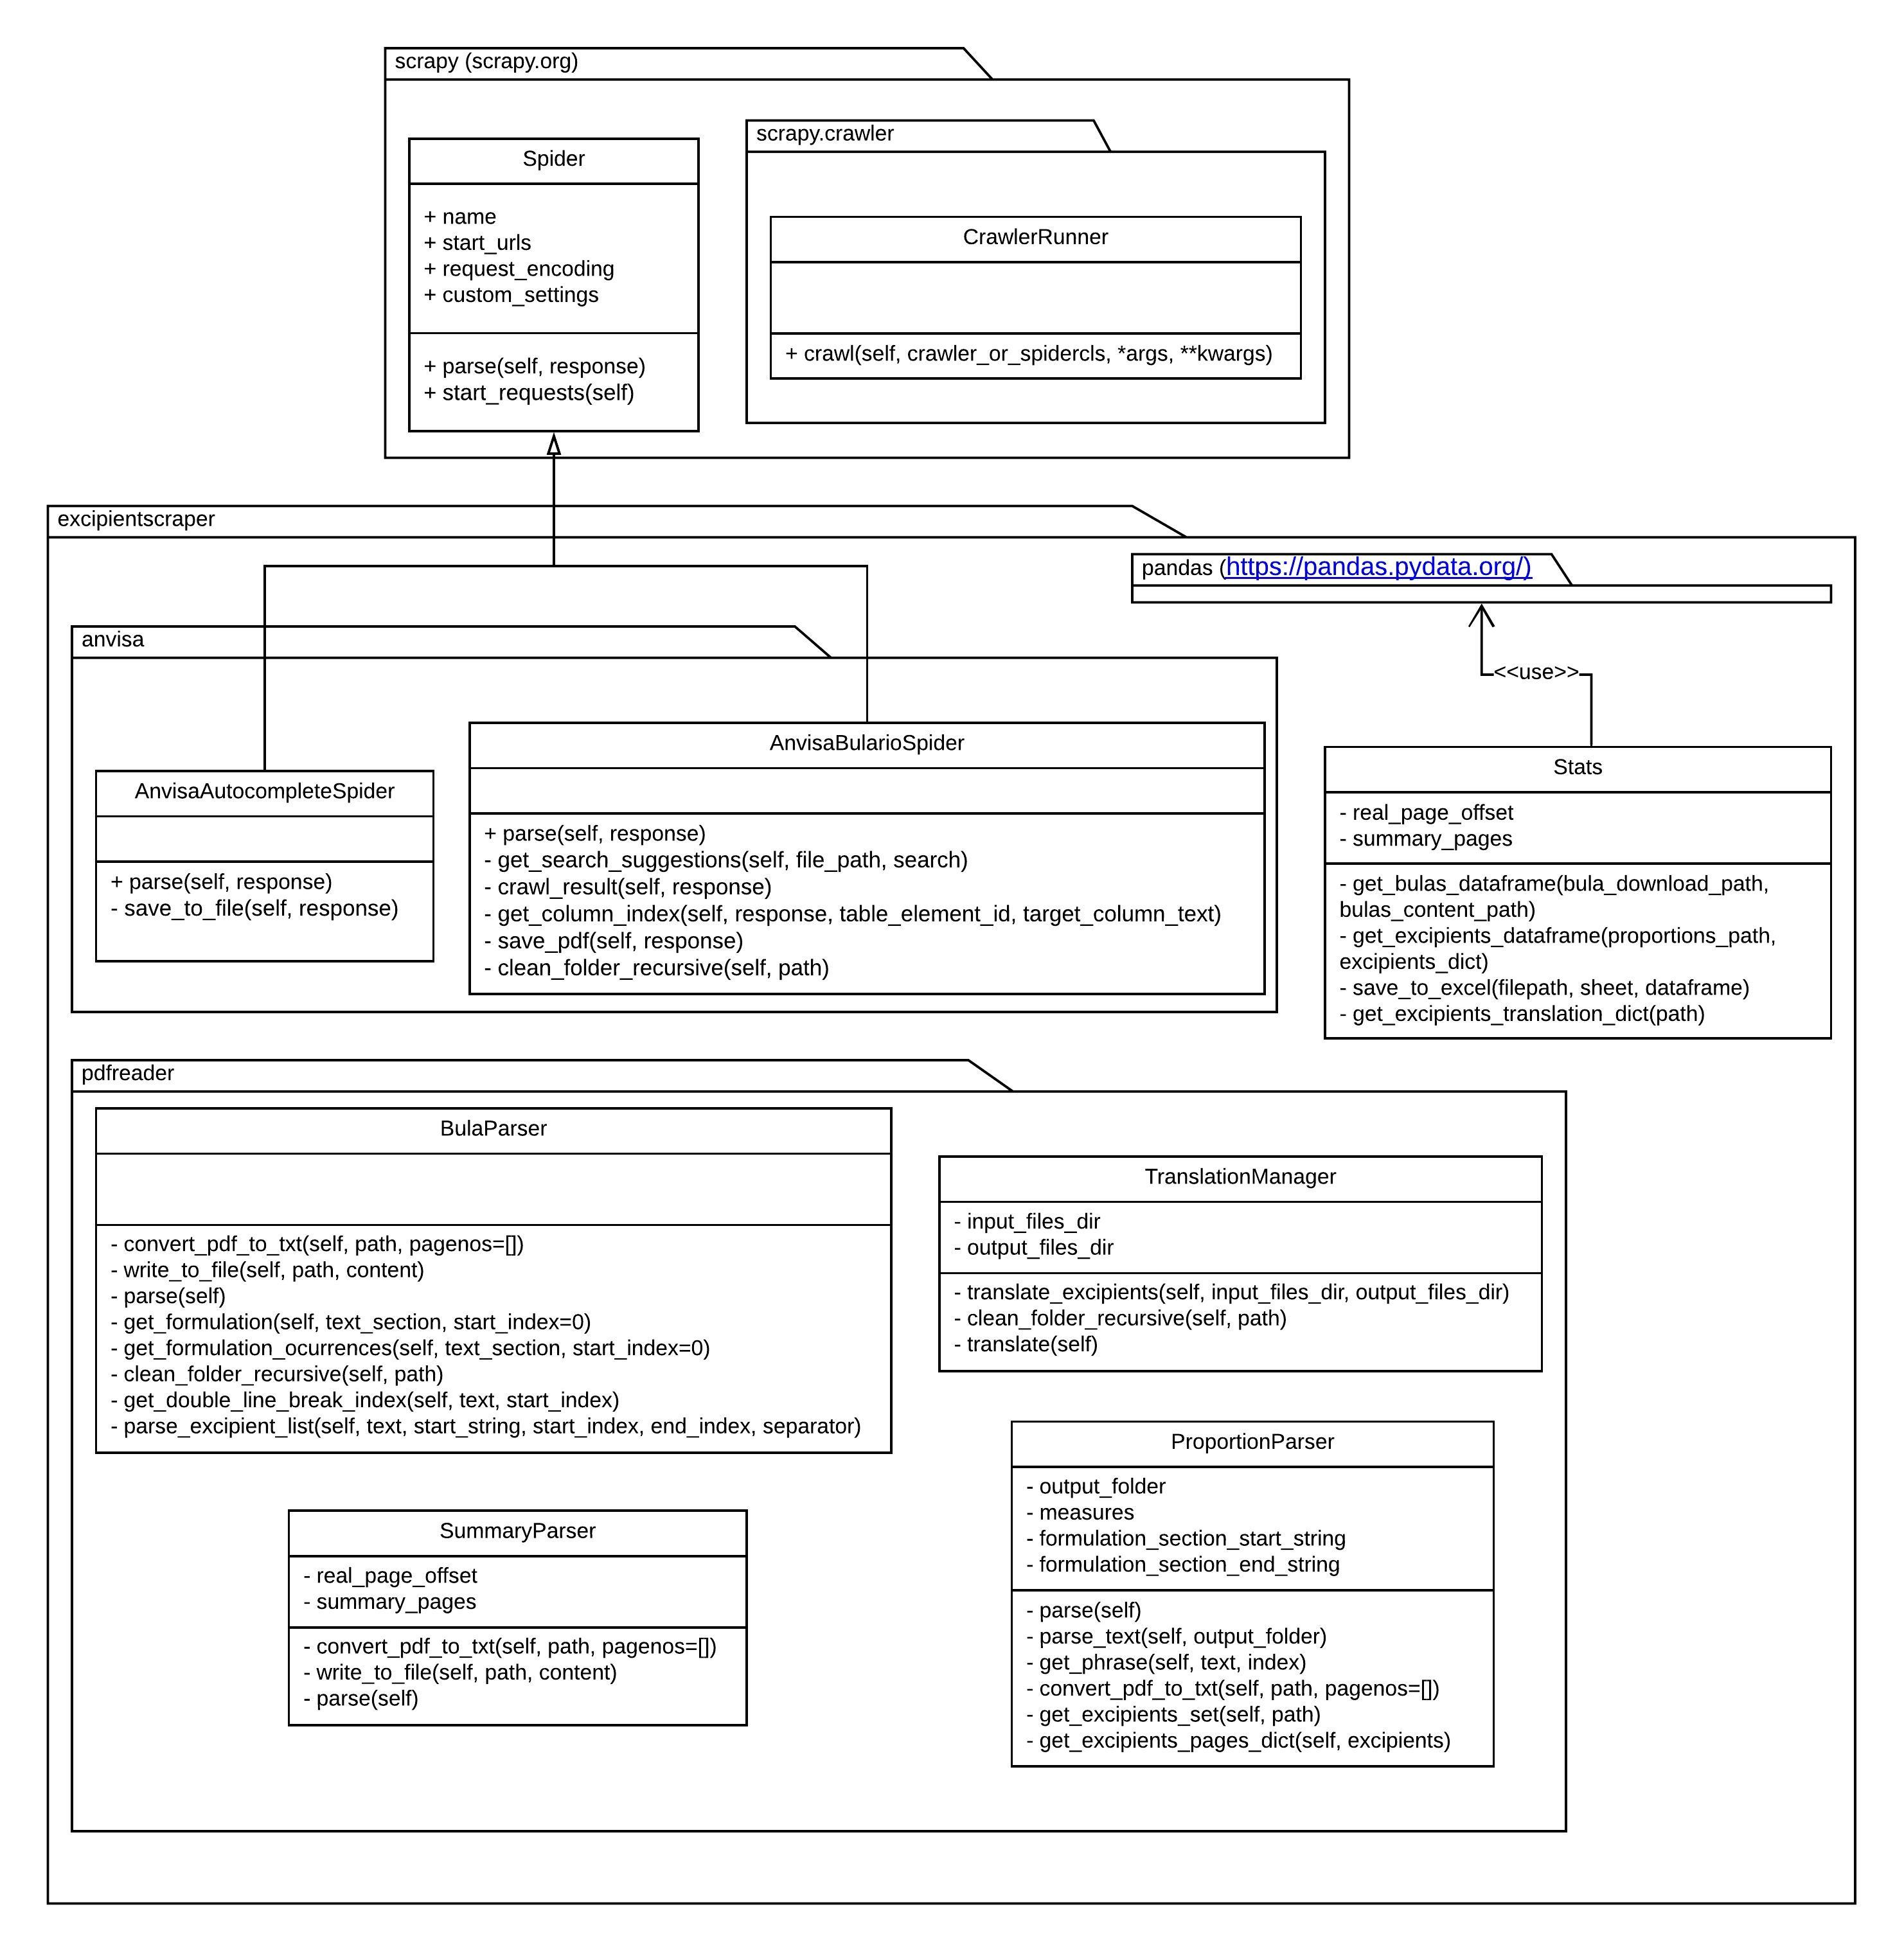 scrapy (scrapy.org)
Spider
+ name
+ start_urls
+ request_encoding
+ custom_settings
+ parse(self, response)
+ start_requests(self)
scrapy.crawler
CrawlerRunner
+ crawl(self, crawler_or_spidercls, *args, **kwargs)
excipientscraper
pandas (https://pandas.pydata.org/)
<<use>>
anvisa
AnvisaAutocompleteSpider
+ parse(self, response)
- save_to_file(self, response)
AnvisaBularioSpider
+ parse(self, response)
- get_search_suggestions(self, file_path, search)
- crawl_result(self, response)
- get_column_index(self, response, table_element_id, target_column_text)
- save_pdf(self, response)
- clean_folder_recursive(self, path)
Stats
- real_page_offset
- summary_pages
- get_bulas_dataframe(bula_download_path,
bulas_content_path)
- get_excipients_dataframe(proportions_path,
excipients_dict)
- save_to_excel(filepath, sheet, dataframe)
- get_excipients_translation_dict(path)
pdfreader
BulaParser
- convert_pdf_to_txt(self, path, pagenos=[])
- write_to_file(self, path, content)
- parse(self)
- get_formulation(self, text_section, start_index=0)
- get_formulation_ocurrences(self, text_section, start_index=0)
- clean_folder_recursive(self, path)
- get_double_line_break_index(self, text, start_index)
- parse_excipient_list(self, text, start_string, start_index, end_index, separator)
TranslationManager
- input_files_dir
- output_files_dir
- translate_excipients(self, input_files_dir, output_files_dir)
- clean_folder_recursive(self, path)
- translate(self)
SummaryParser
- real_page_offset
- summary_pages
- convert_pdf_to_txt(self, path, pagenos=[])
- write_to_file(self, path, content)
- parse(self)
ProportionParser
- output_folder
- measures
- formulation_section_start_string
- formulation_section_end_string
- parse(self)
- parse_text(self, output_folder)
- get_phrase(self, text, index)
- convert_pdf_to_txt(self, path, pagenos=[])
- get_excipients_set(self, path)
- get_excipients_pages_dict(self, excipients)